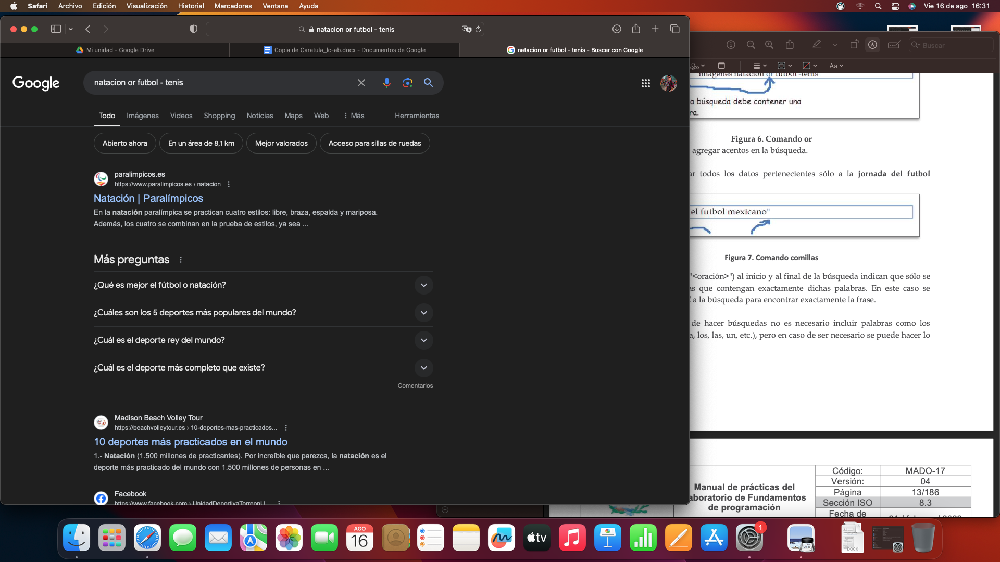 Safari Archivo Edición Visualización Historial Marcadores Ventana Ayuda
Vie 16 de ago 16:31
natacion or futbol - tenis
Mi unidad - Google Drive
Copia de Caratula_lc-ab.docx - Documentos de Google
natacion or futbol - tenis - Buscar con Google
Google
natacion or futbol - tenis
Todo Imágenes Videos Shopping Noticias Maps Web Más Herramientas
Abierto ahora En un área de 8,1 km Mejor valorados Acceso para sillas de ruedas
paralimpicos.es
https://www.paralimpicos.es › natacion
Natación | Paralímpicos
En la natación paralímpica se practican cuatro estilos: libre, braza, espalda y mariposa.
Además, los cuatro se combinan en la prueba de estilos, ya sea ...
Más preguntas
¿Qué es mejor el fútbol o natación?
¿Cuáles son los 5 deportes más populares del mundo?
¿Cuál es el deporte rey del mundo?
¿Cuál es el deporte más completo que existe?
Comentarios
Madison Beach Volley Tour
https://beachvolleytour.es › 10-deportes-mas-practicados...
10 deportes más practicados en el mundo
1.- Natación (1.500 millones de practicantes). Por increíble que parezca, la natación es el
deporte más practicado del mundo con 1.500 millones de personas en ...
Facebook
https://www.facebook.com › UnidadDeportivaTorreonU...
Buscar
Aa
imágenes natación or futbol -tenis
a búsqueda debe contener una
ra.
Figura 6. Comando or
agregar acentos en la búsqueda.
ar todos los datos pertenecientes sólo a la jornada del futbol
el futbol mexicano"
Figura 7. Comando comillas
"<oración>") al inicio y al final de la búsqueda indican que sólo se
as que contengan exactamente dichas palabras. En este caso se
a la búsqueda para encontrar exactamente la frase.
de hacer búsquedas no es necesario incluir palabras como los
a, los, las, un, etc.), pero en caso de ser necesario se puede hacer lo
Manual de prácticas del
aboratorio de Fundamentos
de programación
Código: MADO-17
Versión: 04
Página 13/186
Sección ISO 8.3
Fecha de
AGO
16
tv
1
DOCX